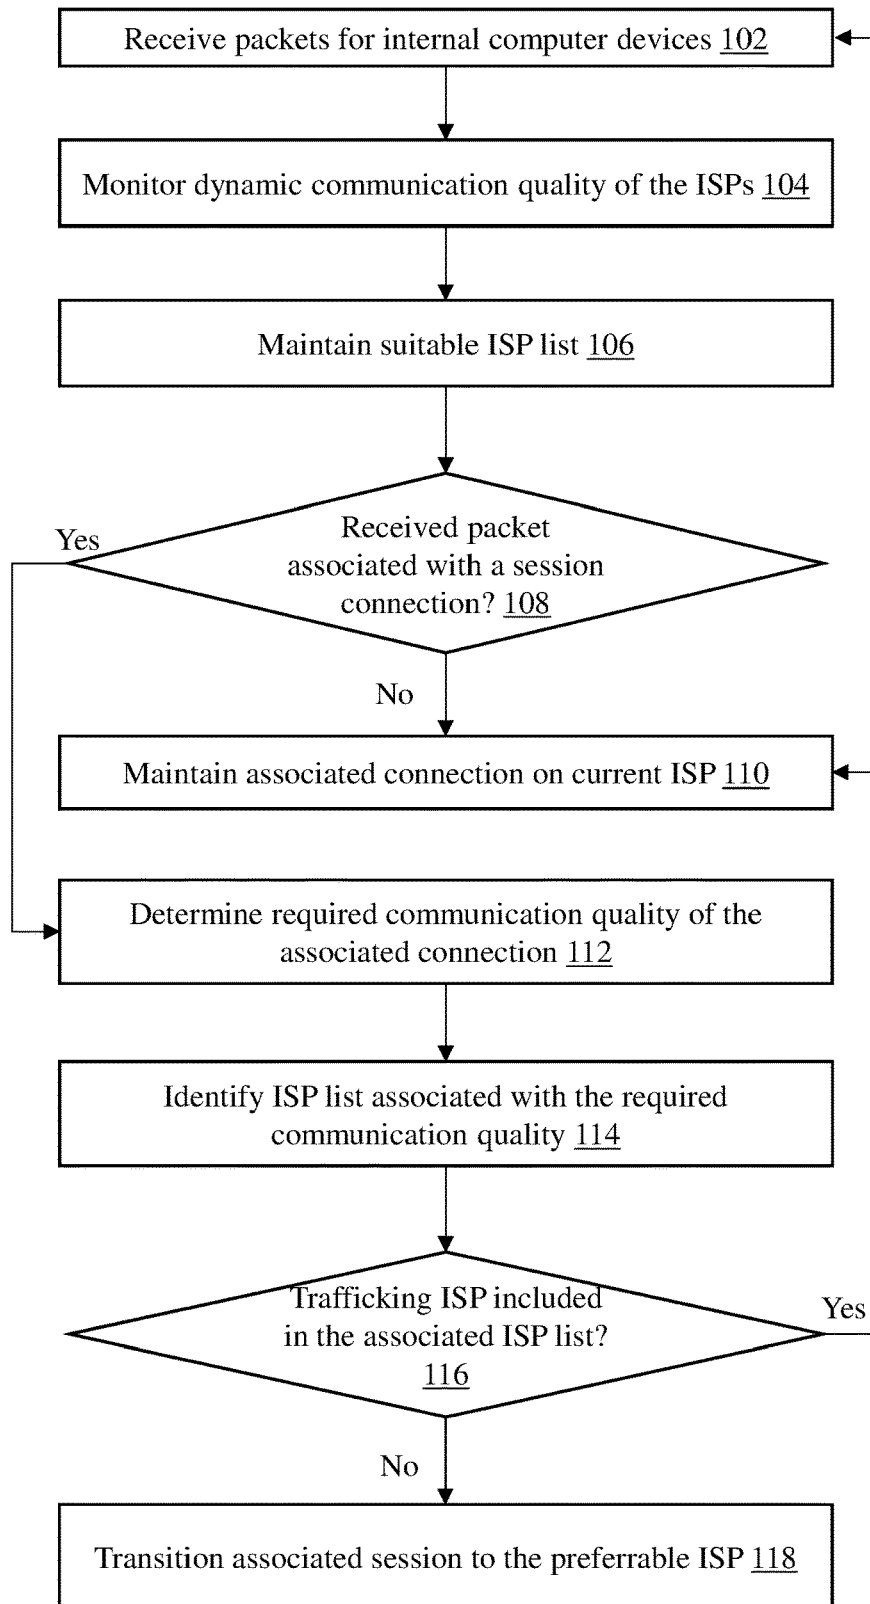 Receive packets for internal computer devices 102
Monitor dynamic communication quality of the ISPs 104
Maintain suitable ISP list 106
Yes
Received packet
associated with a session
connection? 108
No
Maintain associated connection on current ISP 110
Determine required communication quality of the
associated connection 112
Identify ISP list associated with the required
communication quality 114
Trafficking ISP included
in the associated ISP list?
116
Yes
No
Transition associated session to the preferrable ISP 118